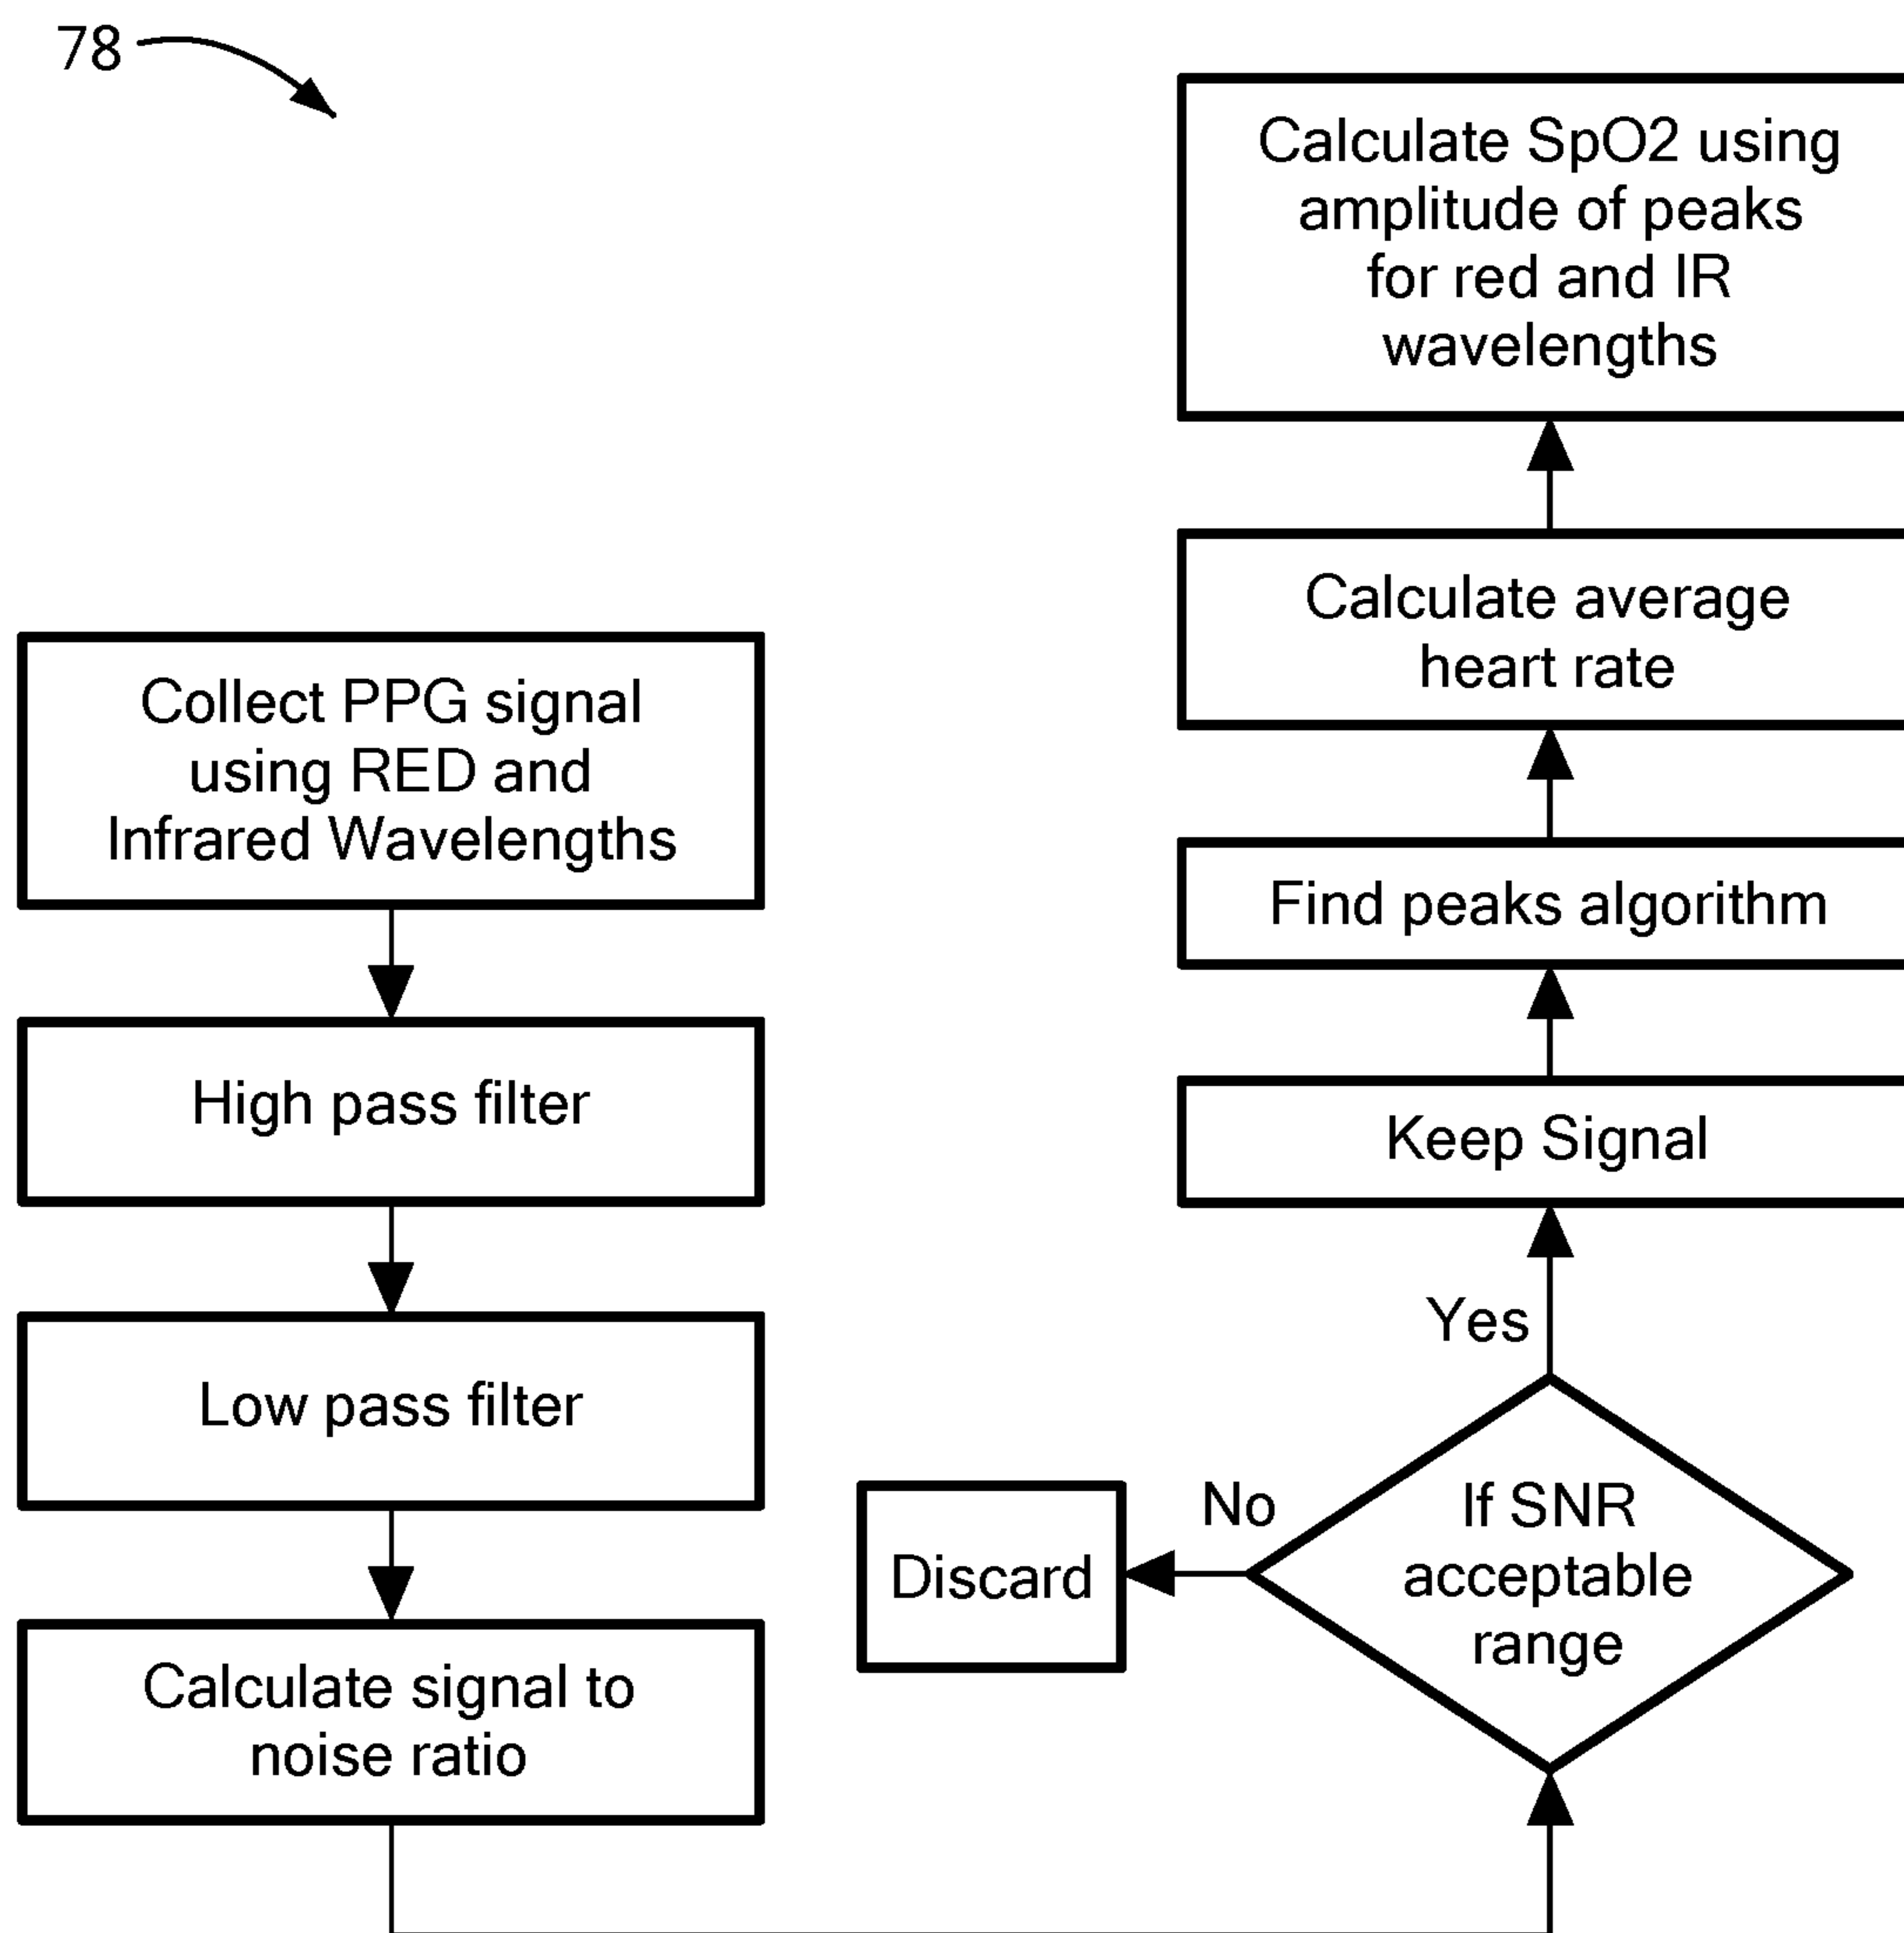 78
Collect PPG signal
using RED and
Infrared Wavelengths
High pass filter
Low pass filter
Calculate signal to
noise ratio
If SNR
acceptable
range
No
Discard
Yes
Keep Signal
Find peaks algorithm
Calculate average
heart rate
Calculate SpO2 using
amplitude of peaks
for red and IR
wavelengths